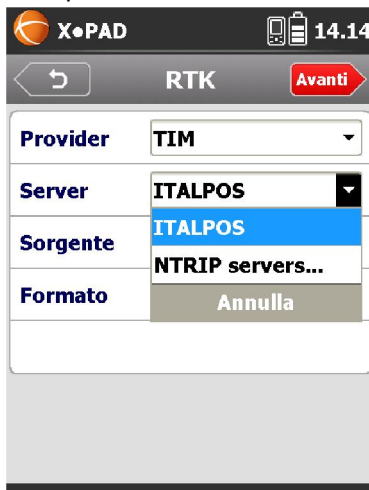 X•PAD 14.14
RTK Avanti
Provider TIM
Server ITALPOS
ITALPOS
Sorgente
NTRIP servers...
Formato Annulla